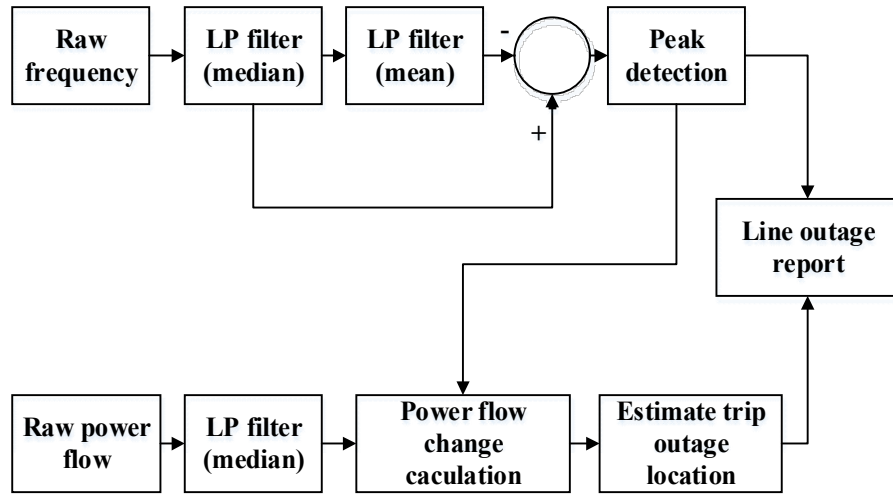 Raw
frequency
LP filter
(median)
LP filter
(mean)
-
+
Peak
detection
Line outage
report
Raw power
flow
LP filter
(median)
Power flow
change
caculation
Estimate trip
outage
location